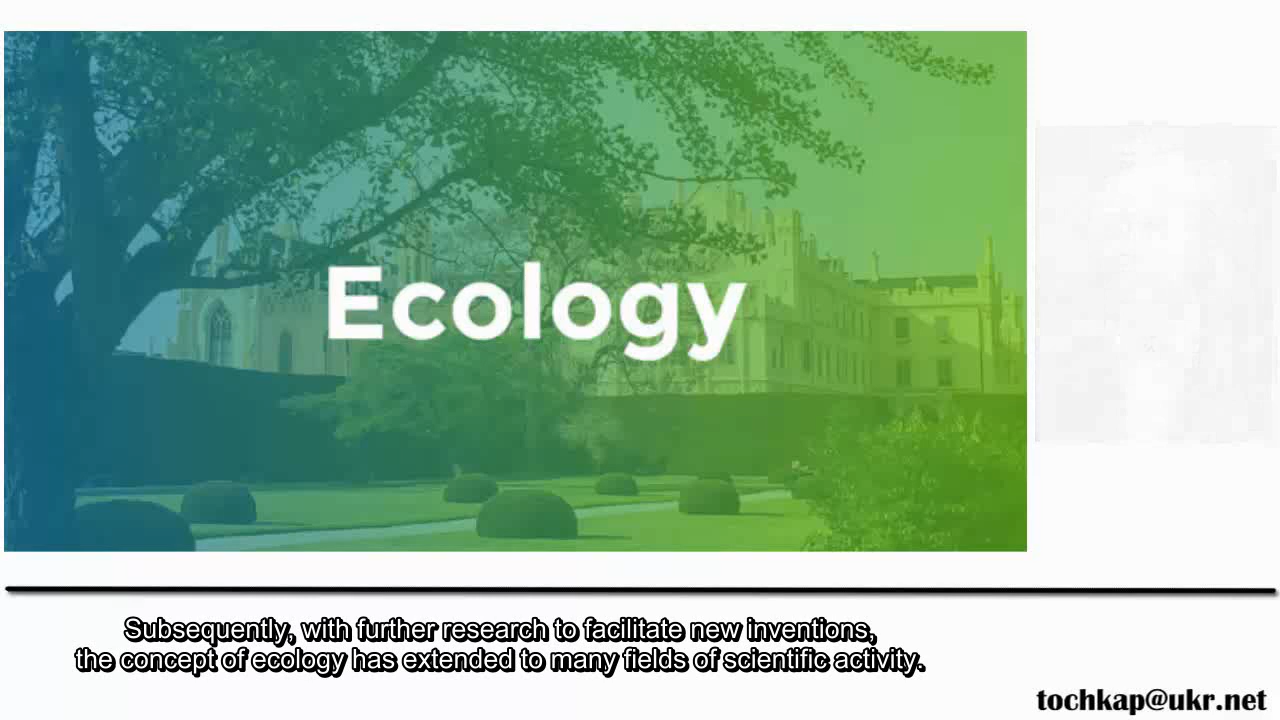 Ecology
Subsequently, with further research to facilitate new inventions,
the concept of ecology has extended to many fields of scientific activity.
tochkap@ukr.net